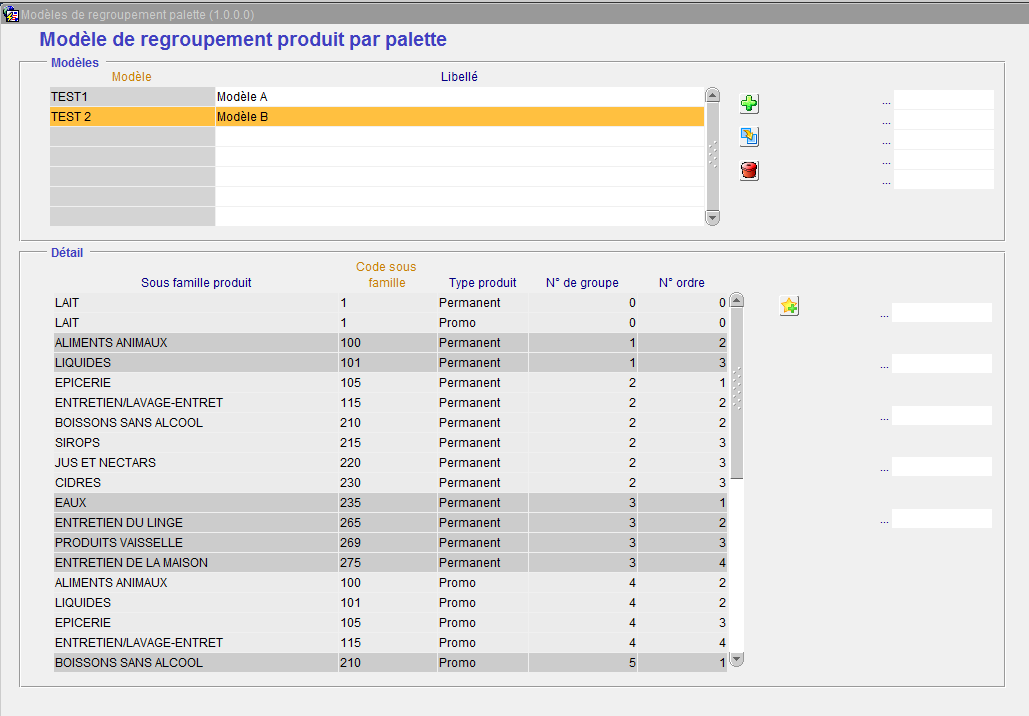 Modèles de regroupement palette (1.0.0.0)
Modèle de regroupement produit par palette
Modèles
Modèle Libellé
TEST1 Modèle A
TEST 2 Modèle B
...
...
...
...
...
Détail
Sous famille produit Code sous famille Type produit N° de groupe N° ordre
LAIT 1 Permanent 0 0
LAIT 1 Promo 0 0
ALIMENTS ANIMAUX 100 Permanent 1 2
LIQUIDES 101 Permanent 1 3
EPICERIE 105 Permanent 2 1
ENTRETIEN/LAVAGE-ENTRET 115 Permanent 2 2
BOISSONS SANS ALCOOL 210 Permanent 2 2
SIROPS 215 Permanent 2 3
JUS ET NECTARS 220 Permanent 2 3
CIDRES 230 Permanent 2 3
EAUX 235 Permanent 3 1
ENTRETIEN DU LINGE 265 Permanent 3 2
PRODUITS VAISSELLE 269 Permanent 3 3
ENTRETIEN DE LA MAISON 275 Permanent 3 4
ALIMENTS ANIMAUX 100 Promo 4 2
LIQUIDES 101 Promo 4 2
EPICERIE 105 Promo 4 3
ENTRETIEN/LAVAGE-ENTRET 115 Promo 4 4
BOISSONS SANS ALCOOL 210 Promo 5 1
...
...
...
...
...